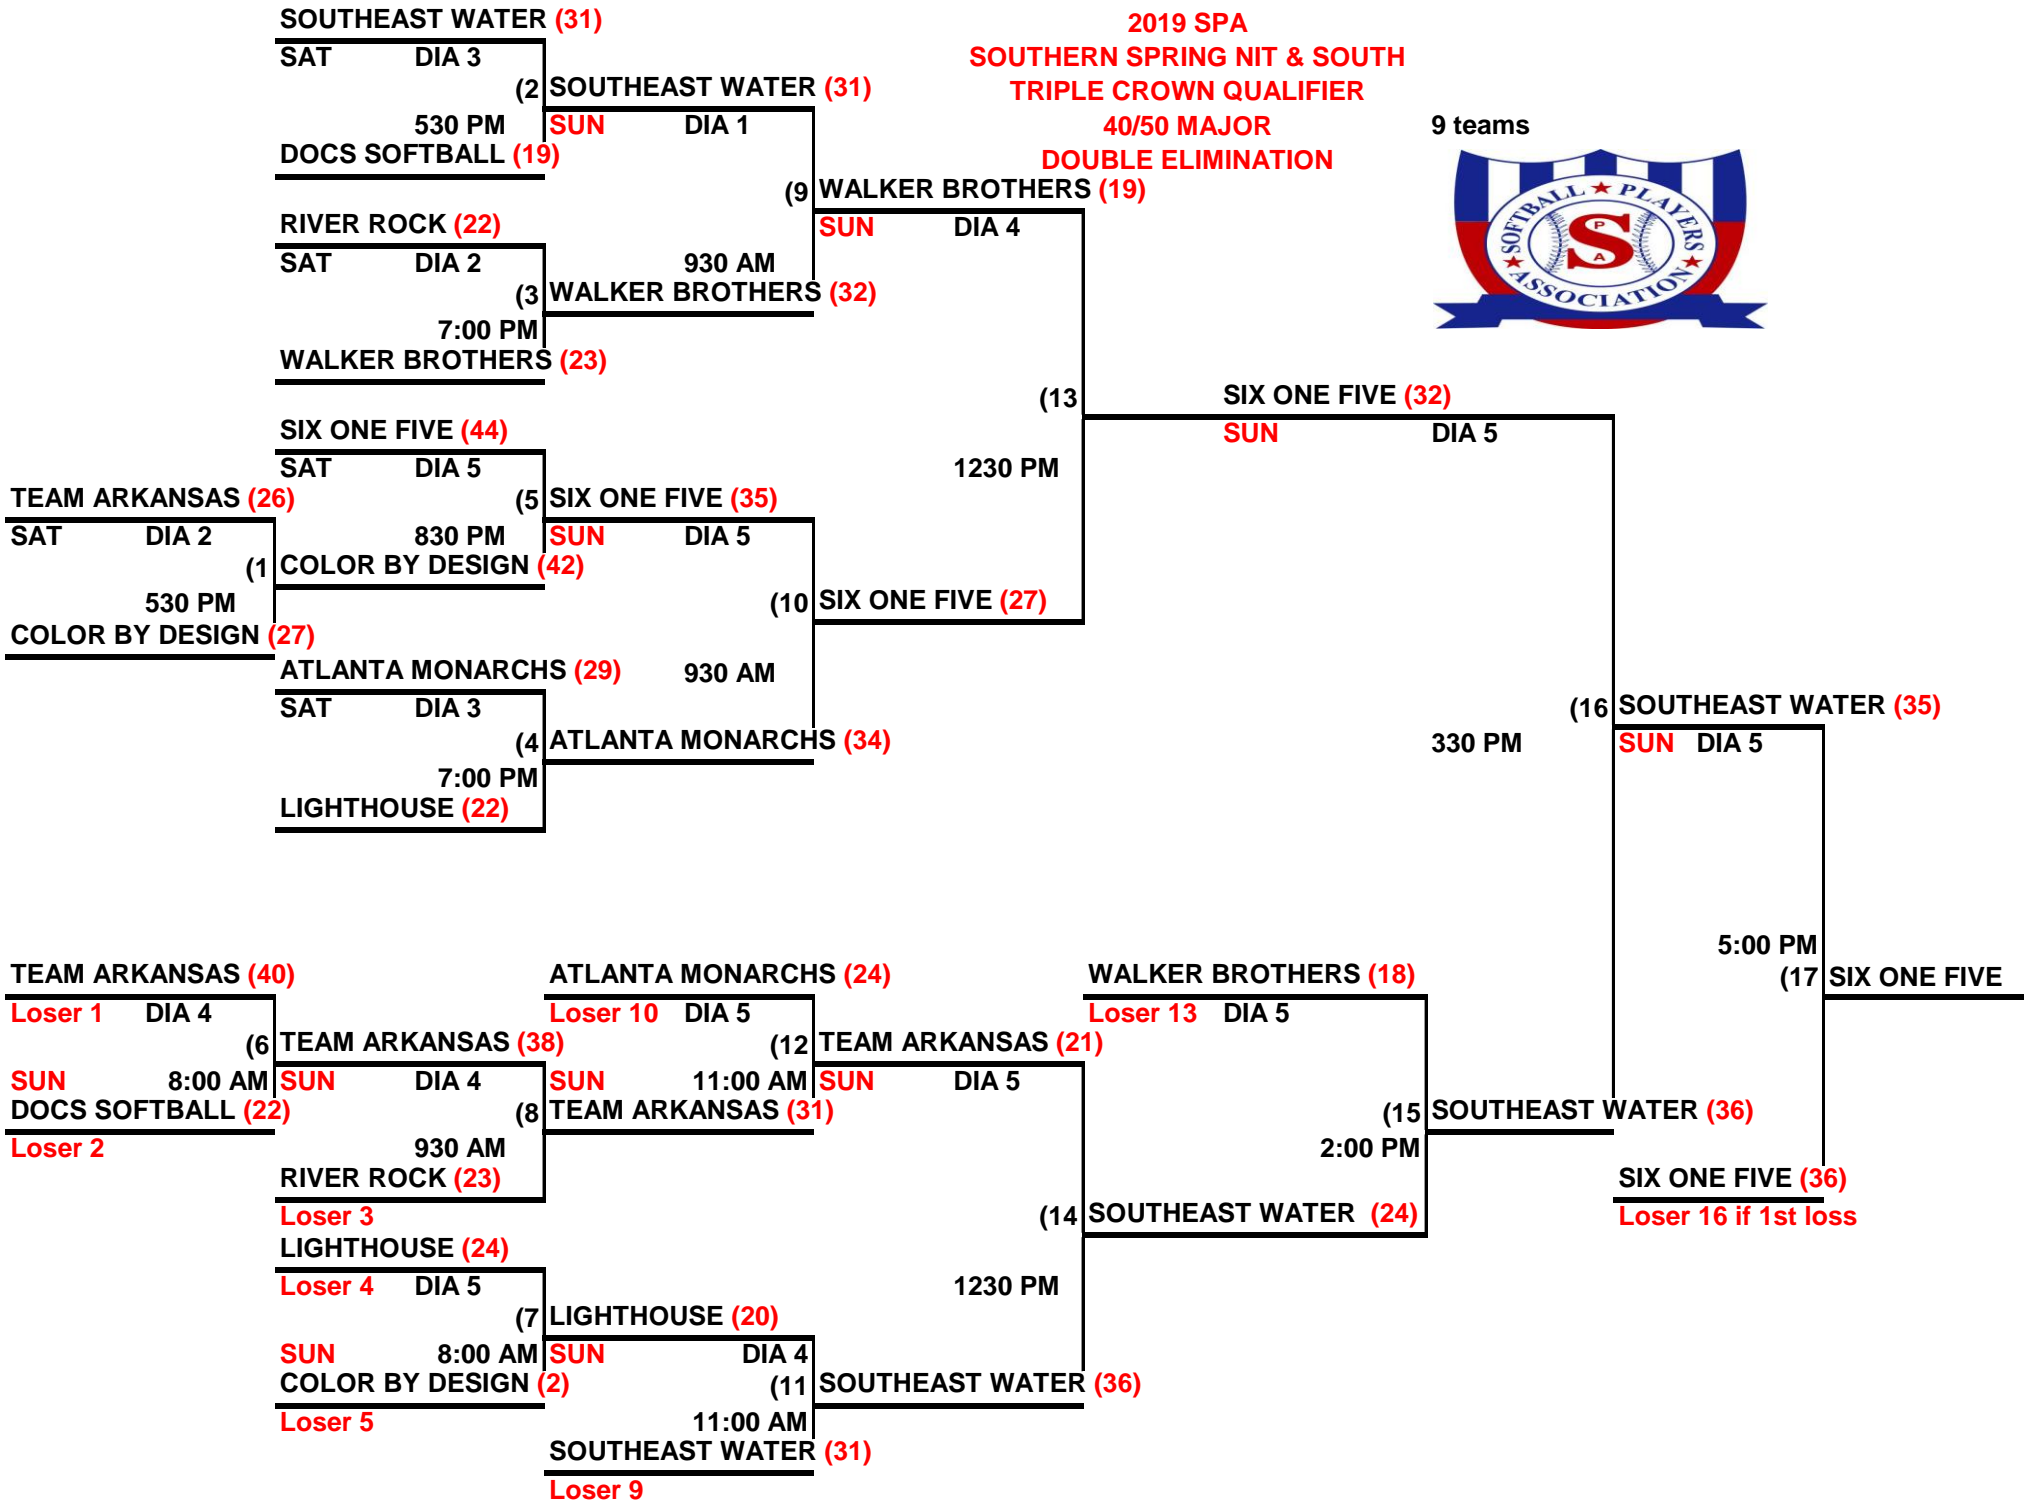 SOUTHEAST WATER (31)
2019 SPA
SAT DIA 3
SOUTHERN SPRING NIT & SOUTH
(2 SOUTHEAST WATER (31)
TRIPLE CROWN QUALIFIER
530 PM SUN DIA 1
40/50 MAJOR
9 teams
DOCS SOFTBALL (19)
DOUBLE ELIMINATION
(9 WALKER BROTHERS (19)
RIVER ROCK (22)
SUN DIA 4
SOFTBALL ★ PLAYERS ★ ASSOCIATION ★
P
S
A
SAT DIA 2
930 AM
(3 WALKER BROTHERS (32)
7:00 PM
WALKER BROTHERS (23)
(13 SIX ONE FIVE (32)
SIX ONE FIVE (44)
SUN DIA 5
SAT DIA 5
1230 PM
TEAM ARKANSAS (26)
(5 SIX ONE FIVE (35)
SAT DIA 2
830 PM SUN DIA 5
(1 COLOR BY DESIGN (42)
530 PM
(10 SIX ONE FIVE (27)
COLOR BY DESIGN (27)
ATLANTA MONARCHS (29)
930 AM
SAT DIA 3
(16 SOUTHEAST WATER (35)
(4 ATLANTA MONARCHS (34)
330 PM SUN DIA 5
7:00 PM
LIGHTHOUSE (22)
5:00 PM
TEAM ARKANSAS (40)
ATLANTA MONARCHS (24)
WALKER BROTHERS (18)
(17 SIX ONE FIVE
Loser 1 DIA 4
Loser 10 DIA 5
Loser 13 DIA 5
(6 TEAM ARKANSAS (38)
(12 TEAM ARKANSAS (21)
SUN 8:00 AM SUN DIA 4
SUN 11:00 AM SUN DIA 5
DOCS SOFTBALL (22)
(8 TEAM ARKANSAS (31)
(15 SOUTHEAST WATER (36)
Loser 2
930 AM
2:00 PM
RIVER ROCK (23)
SIX ONE FIVE (36)
Loser 3
(14 SOUTHEAST WATER (24)
Loser 16 if 1st loss
LIGHTHOUSE (24)
Loser 4 DIA 5
1230 PM
(7 LIGHTHOUSE (20)
SUN 8:00 AM SUN DIA 4
COLOR BY DESIGN (2)
(11 SOUTHEAST WATER (36)
Loser 5
11:00 AM
SOUTHEAST WATER (31)
Loser 9